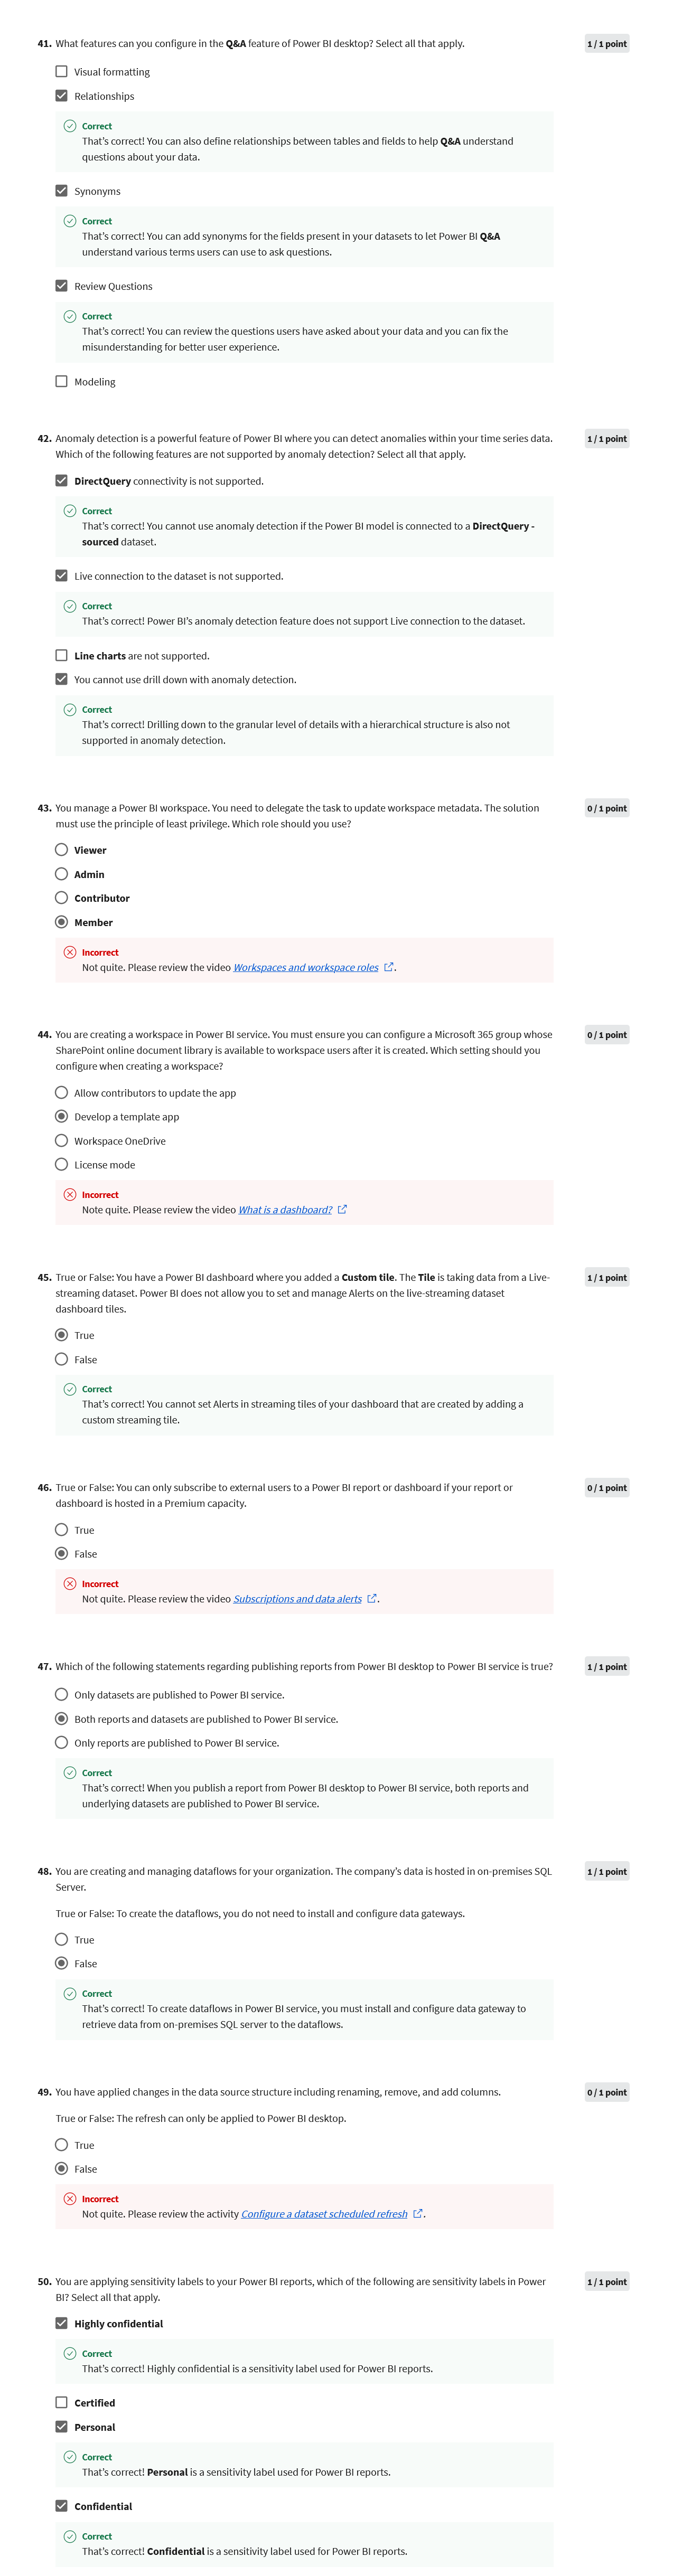 41. What features can you configure in the Q&A feature of Power BI desktop? Select all that apply.
1 / 1 point
Visual formatting
Relationships
Correct
That's correct! You can also define relationships between tables and fields to help Q&A understand
questions about your data.
Synonyms
Correct
That's correct! You can add synonyms for the fields present in your datasets to let Power BI Q&A
understand various terms users can use to ask questions.
Review Questions
Correct
That's correct! You can review the questions users have asked about your data and you can fix the
misunderstanding for better user experience.
Modeling
42. Anomaly detection is a powerful feature of Power BI where you can detect anomalies within your time series data.
Which of the following features are not supported by anomaly detection? Select all that apply.
1 / 1 point
DirectQuery connectivity is not supported.
Correct
That's correct! You cannot use anomaly detection if the Power BI model is connected to a DirectQuery -
sourced dataset.
Live connection to the dataset is not supported.
Correct
That's correct! Power BI's anomaly detection feature does not support Live connection to the dataset.
Line charts are not supported.
You cannot use drill down with anomaly detection.
Correct
That's correct! Drilling down to the granular level of details with a hierarchical structure is also not
supported in anomaly detection.
43. You manage a Power BI workspace. You need to delegate the task to update workspace metadata. The solution
must use the principle of least privilege. Which role should you use?
0 / 1 point
Viewer
Admin
Contributor
Member
Incorrect
Not quite. Please review the video Workspaces and workspace roles .
44. You are creating a workspace in Power BI service. You must ensure you can configure a Microsoft 365 group whose
SharePoint online document library is available to workspace users after it is created. Which setting should you
configure when creating a workspace?
0 / 1 point
Allow contributors to update the app
Develop a template app
Workspace OneDrive
License mode
Incorrect
Note quite. Please review the video What is a dashboard?
45. True or False: You have a Power BI dashboard where you added a Custom tile. The Tile is taking data from a Live-
streaming dataset. Power BI does not allow you to set and manage Alerts on the live-streaming dataset
dashboard tiles.
1 / 1 point
True
False
Correct
That's correct! You cannot set Alerts in streaming tiles of your dashboard that are created by adding a
custom streaming tile.
46. True or False: You can only subscribe to external users to a Power BI report or dashboard if your report or
dashboard is hosted in a Premium capacity.
0 / 1 point
True
False
Incorrect
Not quite. Please review the video Subscriptions and data alerts .
47. Which of the following statements regarding publishing reports from Power BI desktop to Power BI service is true?
1 / 1 point
Only datasets are published to Power BI service.
Both reports and datasets are published to Power BI service.
Only reports are published to Power BI service.
Correct
That's correct! When you publish a report from Power BI desktop to Power BI service, both reports and
underlying datasets are published to Power BI service.
48. You are creating and managing dataflows for your organization. The company's data is hosted in on-premises SQL
Server.
1 / 1 point
True or False: To create the dataflows, you do not need to install and configure data gateways.
True
False
Correct
That's correct! To create dataflows in Power BI service, you must install and configure data gateway to
retrieve data from on-premises SQL server to the dataflows.
49. You have applied changes in the data source structure including renaming, remove, and add columns.
0 / 1 point
True or False: The refresh can only be applied to Power BI desktop.
True
False
Incorrect
Not quite. Please review the activity Configure a dataset scheduled refresh .
50. You are applying sensitivity labels to your Power BI reports, which of the following are sensitivity labels in Power
BI? Select all that apply.
1 / 1 point
Highly confidential
Correct
That's correct! Highly confidential is a sensitivity label used for Power BI reports.
Certified
Personal
Correct
That's correct! Personal is a sensitivity label used for Power BI reports.
Confidential
Correct
That's correct! Confidential is a sensitivity label used for Power BI reports.